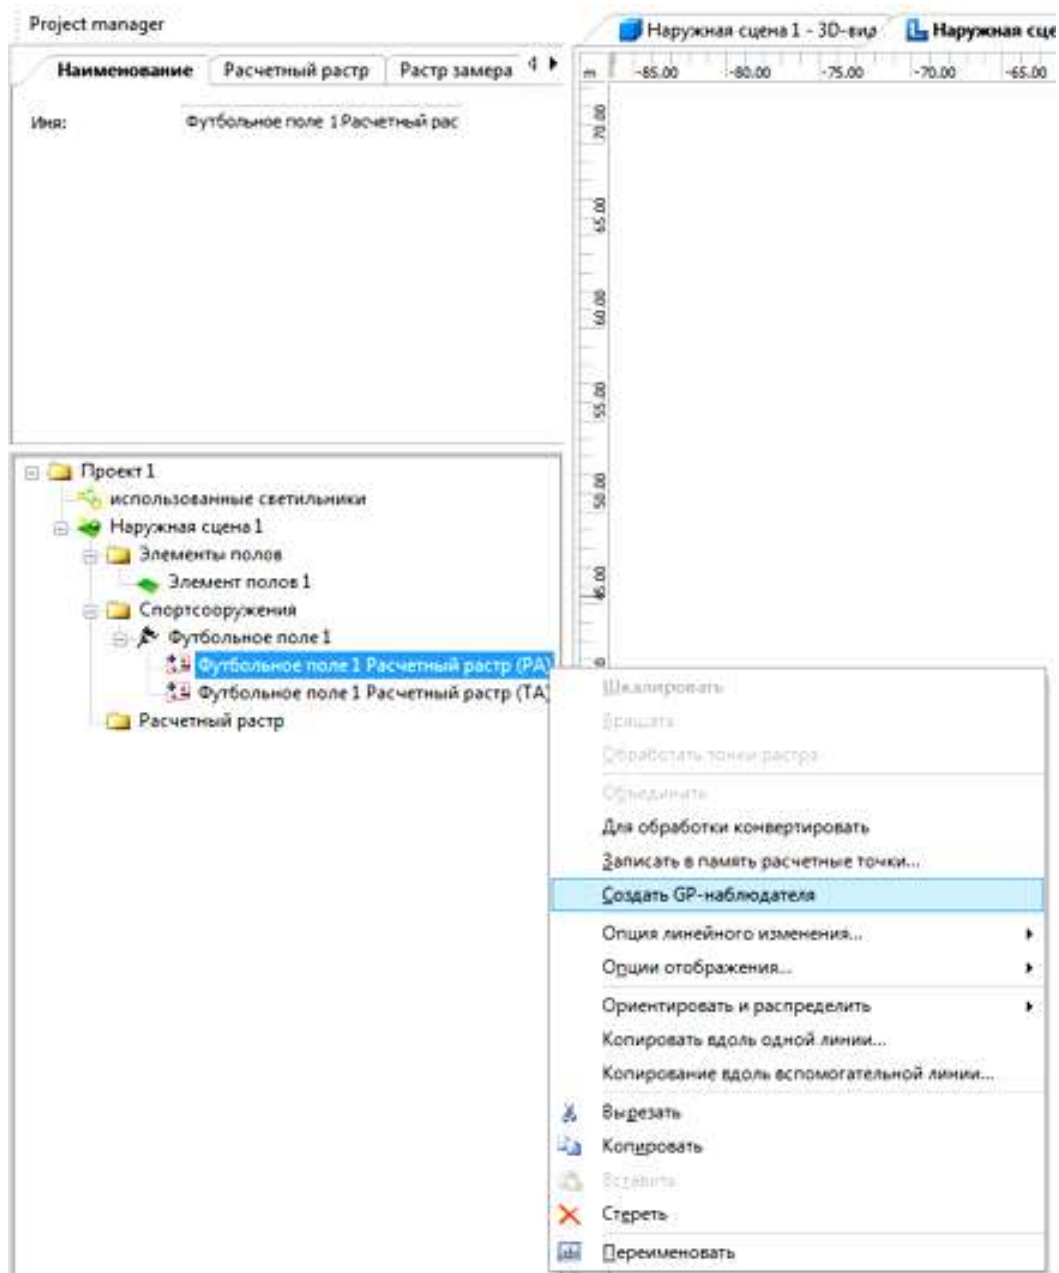 Project manager
Наименование Расчетный растр Растр замера
Имя: Футбольное поле 1 Расчетный рас
Наружная сцена 1 - 3D-вид Наружная сце
m -85.00 -80.00 -75.00 -70.00 -65.00
70.00
65.00
60.00
55.00
50.00
45.00
Проект 1
использованные светильники
Наружная сцена 1
Элементы полов
Элемент полов 1
Спортсооружения
Футбольное поле 1
Футбольное поле 1 Расчетный растр (PA)
Футбольное поле 1 Расчетный растр (TA)
Расчетный растр
Шкалировать
Вращать
Обработать точки растра
Объединить
Для обработки конвертировать
Записать в память расчетные точки...
Создать GP-наблюдателя
Опция линейного изменения...
Опции отображения...
Ориентировать и распределить
Копировать вдоль одной линии...
Копирование вдоль вспомогательной линии...
Вырезать
Копировать
Вставить
Стереть
Переименовать